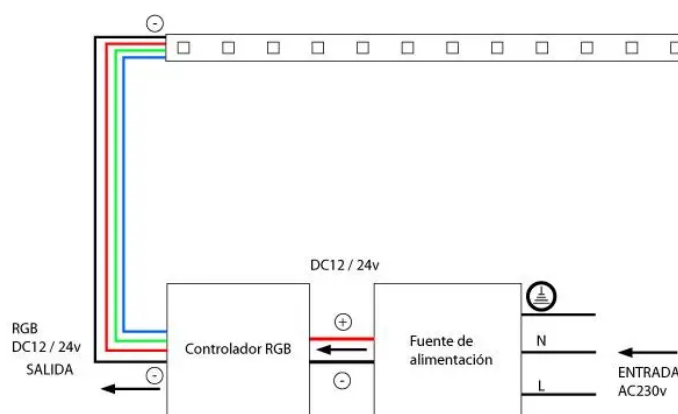 -
DC12 / 24v
RGB
DC12 / 24v
SALIDA
-
Controlador RGB
+
-
Fuente de
alimentación
N
L
ENTRADA
AC230v